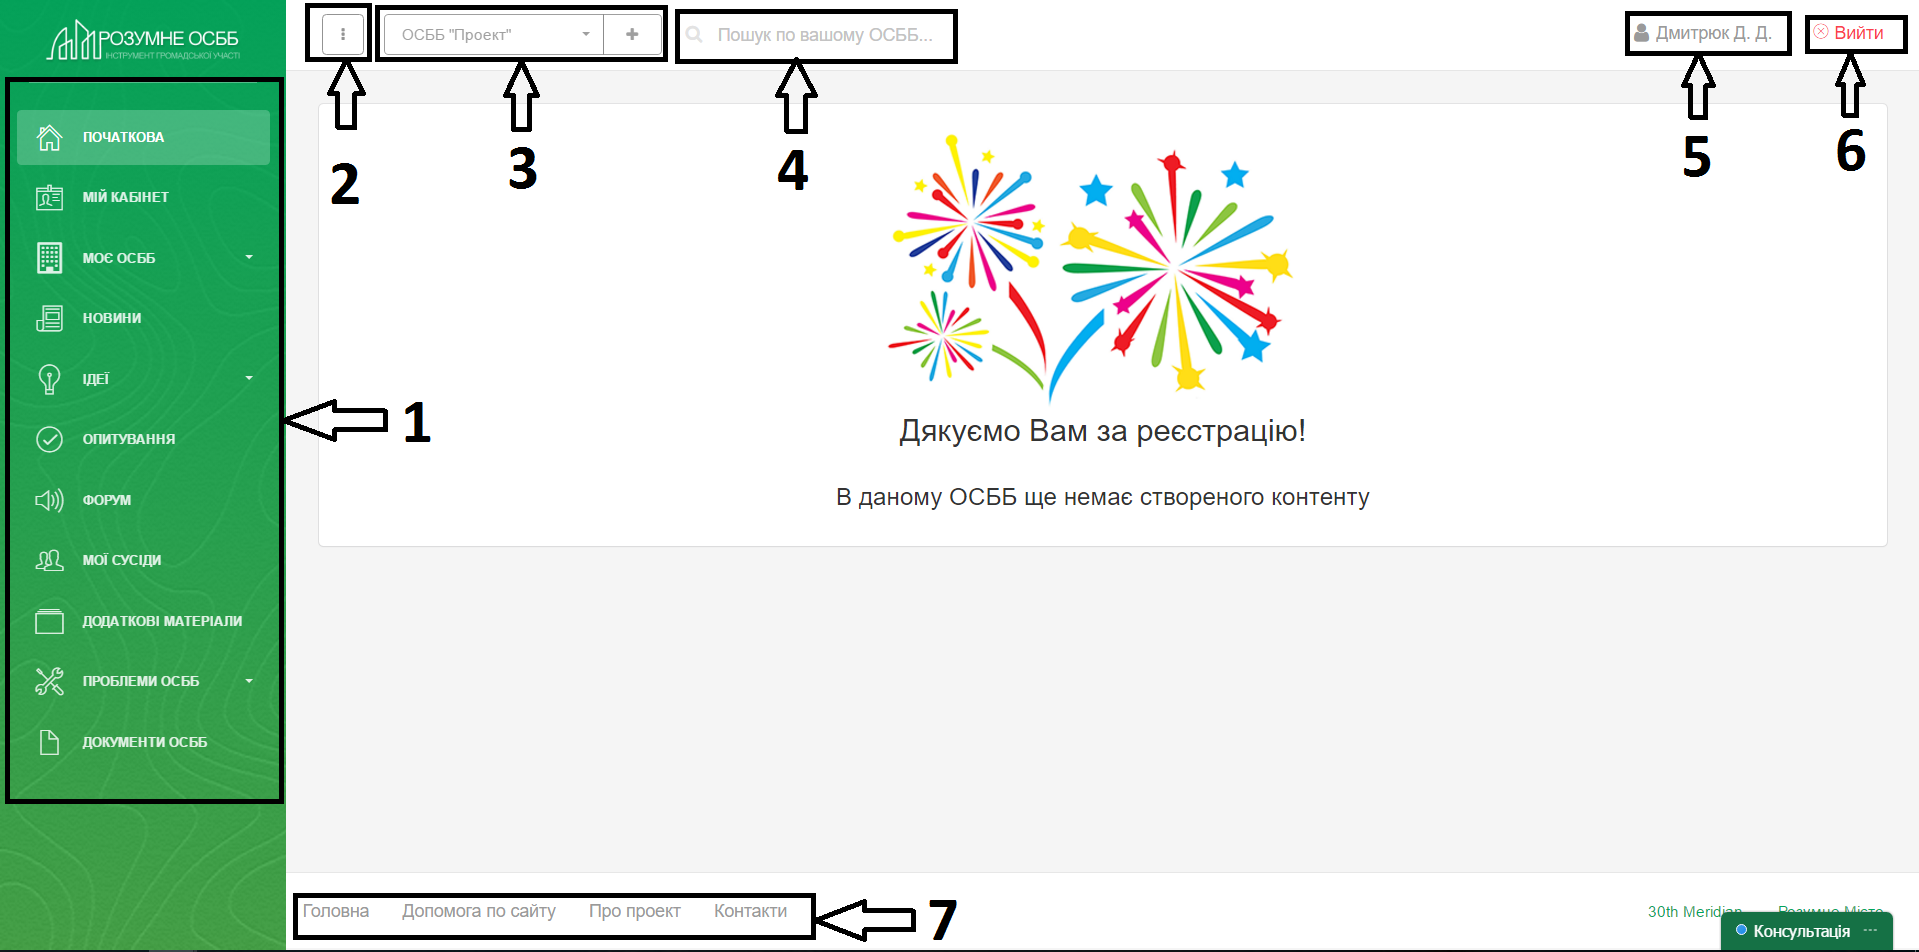 РОЗУМНЕ ОСББ
ІНСТРУМЕНТ ГРОМАДСЬКОЇ УЧАСТІ
ОСББ "Проект"
Пошук по вашому ОСББ...
Дмитрюк Д. Д.
Вийти
2
3
4
5
6
ПОЧАТКОВА
МІЙ КАБІНЕТ
МОЄ ОСББ
НОВИНИ
ІДЕЇ
ОПИТУВАННЯ
ФОРУМ
МОЇ СУСІДИ
ДОДАТКОВІ МАТЕРІАЛИ
ПРОБЛЕМИ ОСББ
ДОКУМЕНТИ ОСББ
1
Дякуємо Вам за реєстрацію!
В даному ОСББ ще немає створеного контенту
Головна Допомога по сайту Про проект Контакти
7
30th Meridian Розумне Місто
Консультація